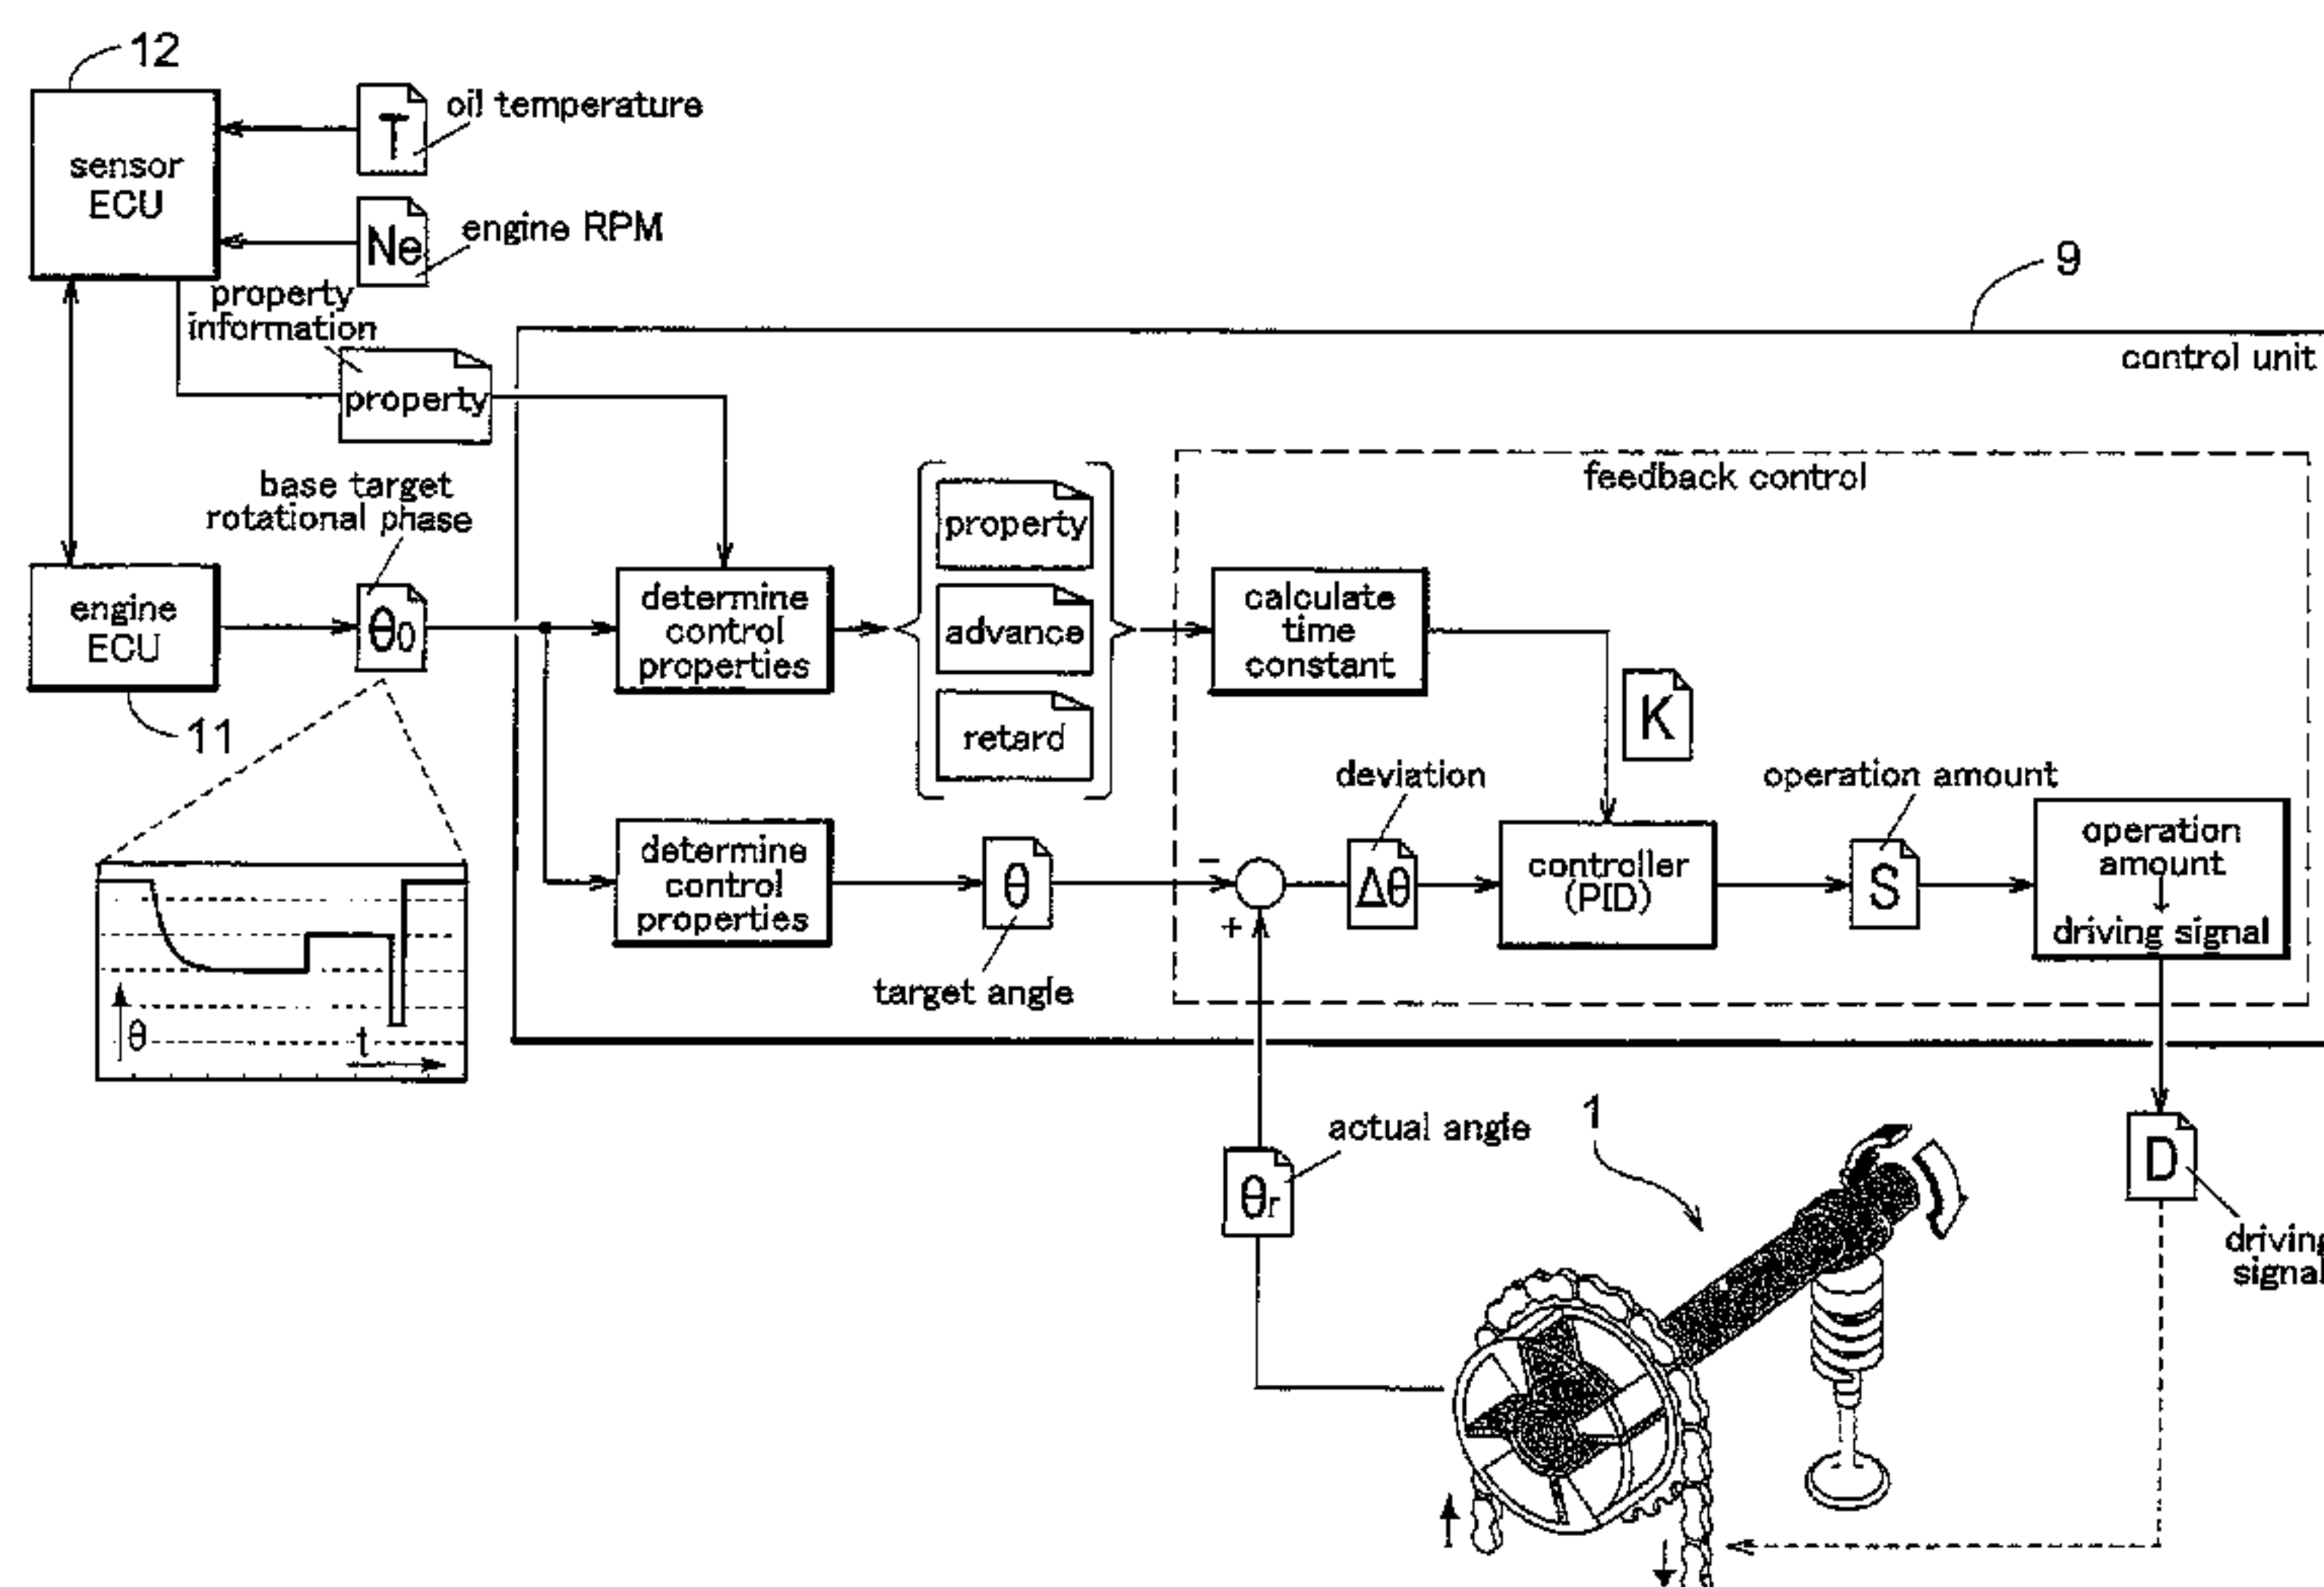 12
T
oil temperature
sensor
ECU
Ne
engine RPM
property
information
property
9
control unit
base target
rotational phase
feedback control
engine
ECU
11
θ0
determine
control
properties
property
advance
retard
calculate
time
constant
K
deviation
operation amount
determine
control
properties
θ
target angle
−
+
Δθ
controller
(PID)
S
operation
amount
↓
driving signal
θ
t
actual angle
θr
1
D
driving
signal